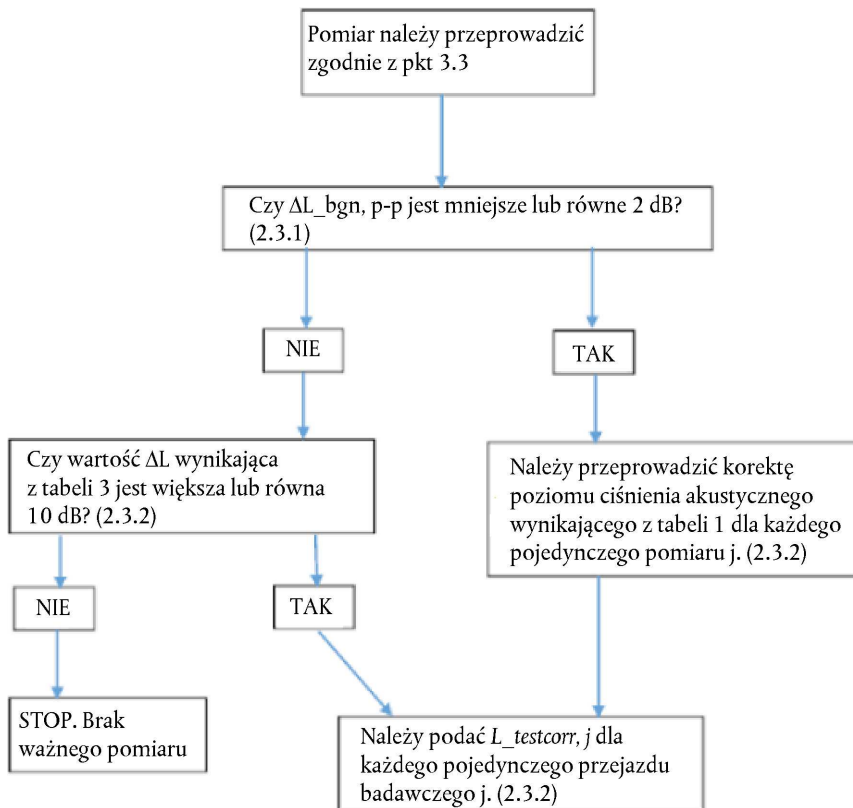 Pomiar należy przeprowadzić
zgodnie z pkt 3.3
Czy ΔL_bgn, p-p jest mniejsze lub równe 2 dB?
(2.3.1)
NIE
TAK
Czy wartość ΔL wynikająca
z tabeli 3 jest większa lub równa
10 dB? (2.3.2)
Należy przeprowadzić korektę
poziomu ciśnienia akustycznego
wynikającego z tabeli 1 dla każdego
pojedynczego pomiaru j. (2.3.2)
NIE
TAK
STOP. Brak
ważnego pomiaru
Należy podać L_testcorr, j dla
każdego pojedynczego przejazdu
badawczego j. (2.3.2)